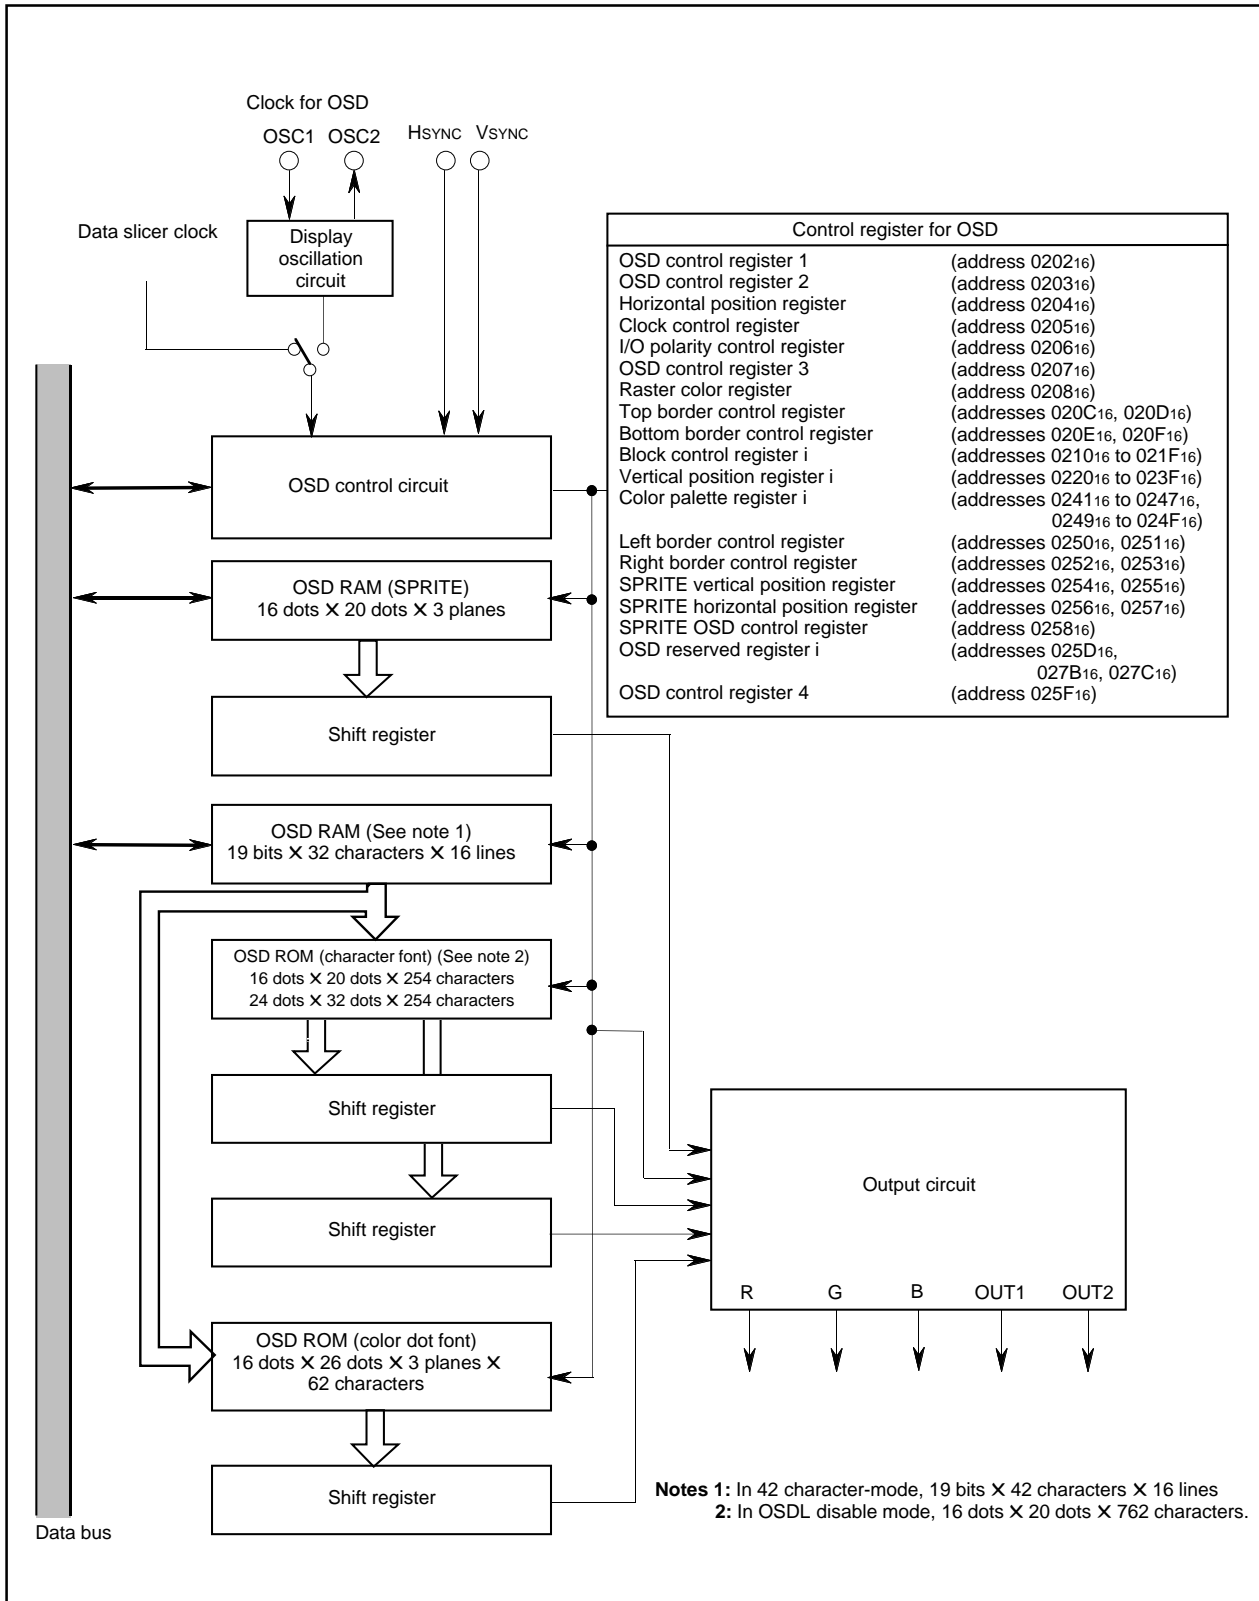 Clock for OSD
OSC1 OSC2 HSYNC VSYNC
Data slicer clock
Display
oscillation
circuit
Control register for OSD
OSD control register 1 (address 020216)
OSD control register 2 (address 020316)
Horizontal position register (address 020416)
Clock control register (address 020516)
I/O polarity control register (address 020616)
OSD control register 3 (address 020716)
Raster color register (address 020816)
Top border control register (addresses 020C16, 020D16)
Bottom border control register (addresses 020E16, 020F16)
Block control register i (addresses 021016 to 021F16)
Vertical position register i (addresses 022016 to 023F16)
Color palette register i (addresses 024116 to 024716,
024916 to 024F16)
Left border control register (addresses 025016, 025116)
Right border control register (addresses 025216, 025316)
SPRITE vertical position register (addresses 025416, 025516)
SPRITE horizontal position register (addresses 025616, 025716)
SPRITE OSD control register (address 025816)
OSD reserved register i (addresses 025D16,
027B16, 027C16)
OSD control register 4 (address 025F16)
OSD control circuit
OSD RAM (SPRITE)
16 dots ✕ 20 dots ✕ 3 planes
Shift register
OSD RAM (See note 1)
19 bits ✕ 32 characters ✕ 16 lines
OSD ROM (character font) (See note 2)
16 dots ✕ 20 dots ✕ 254 characters
24 dots ✕ 32 dots ✕ 254 characters
Shift register
Shift register
Output circuit
R G B OUT1 OUT2
OSD ROM (color dot font)
16 dots ✕ 26 dots ✕ 3 planes ✕
62 characters
Shift register
Data bus
Notes 1: In 42 character-mode, 19 bits ✕ 42 characters ✕ 16 lines
2: In OSDL disable mode, 16 dots ✕ 20 dots ✕ 762 characters.